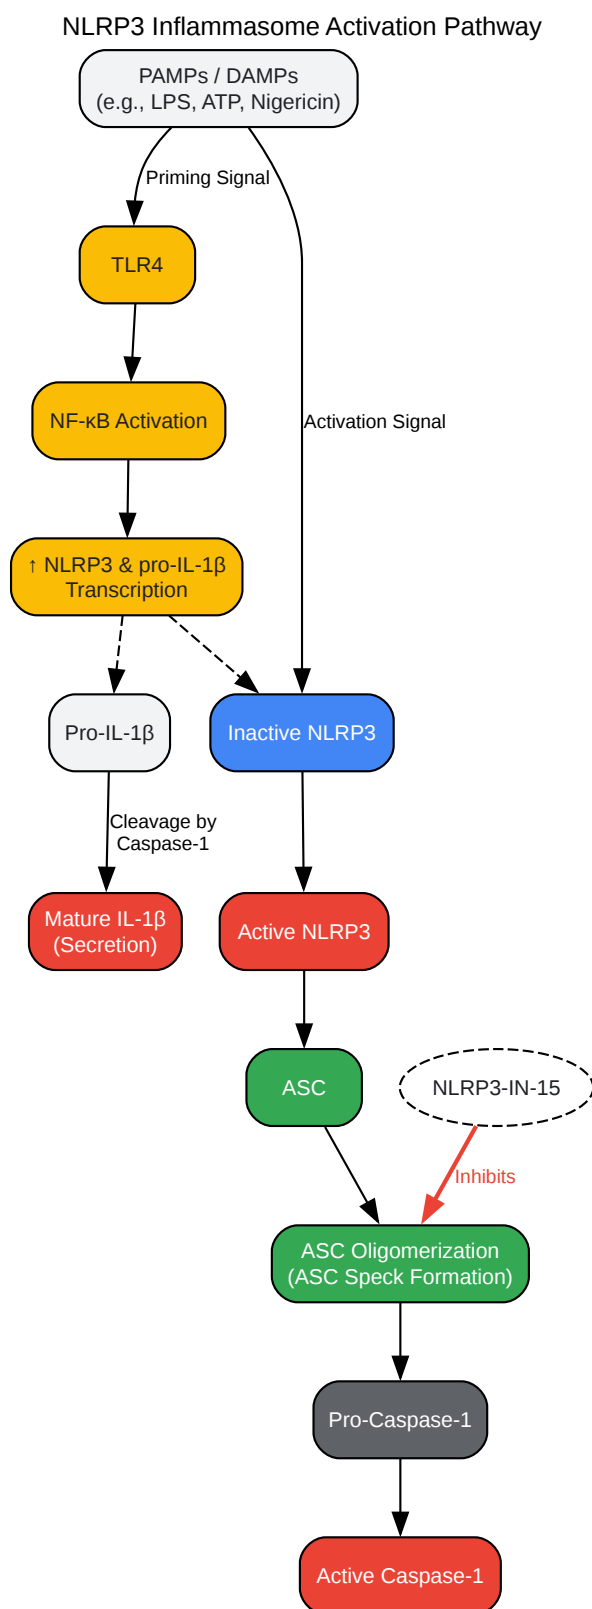 NLRP3 Inflammasome Activation Pathway
PAMPs / DAMPs
(e.g., LPS, ATP, Nigericin)
Priming Signal
TLR4
NF-κB Activation
Activation Signal
↑ NLRP3 & pro-IL-1β
Transcription
Pro-IL-1β
Inactive NLRP3
Cleavage by
Caspase-1
Mature IL-1β
(Secretion)
Active NLRP3
ASC
NLRP3-IN-15
Inhibits
ASC Oligomerization
(ASC Speck Formation)
Pro-Caspase-1
Active Caspase-1